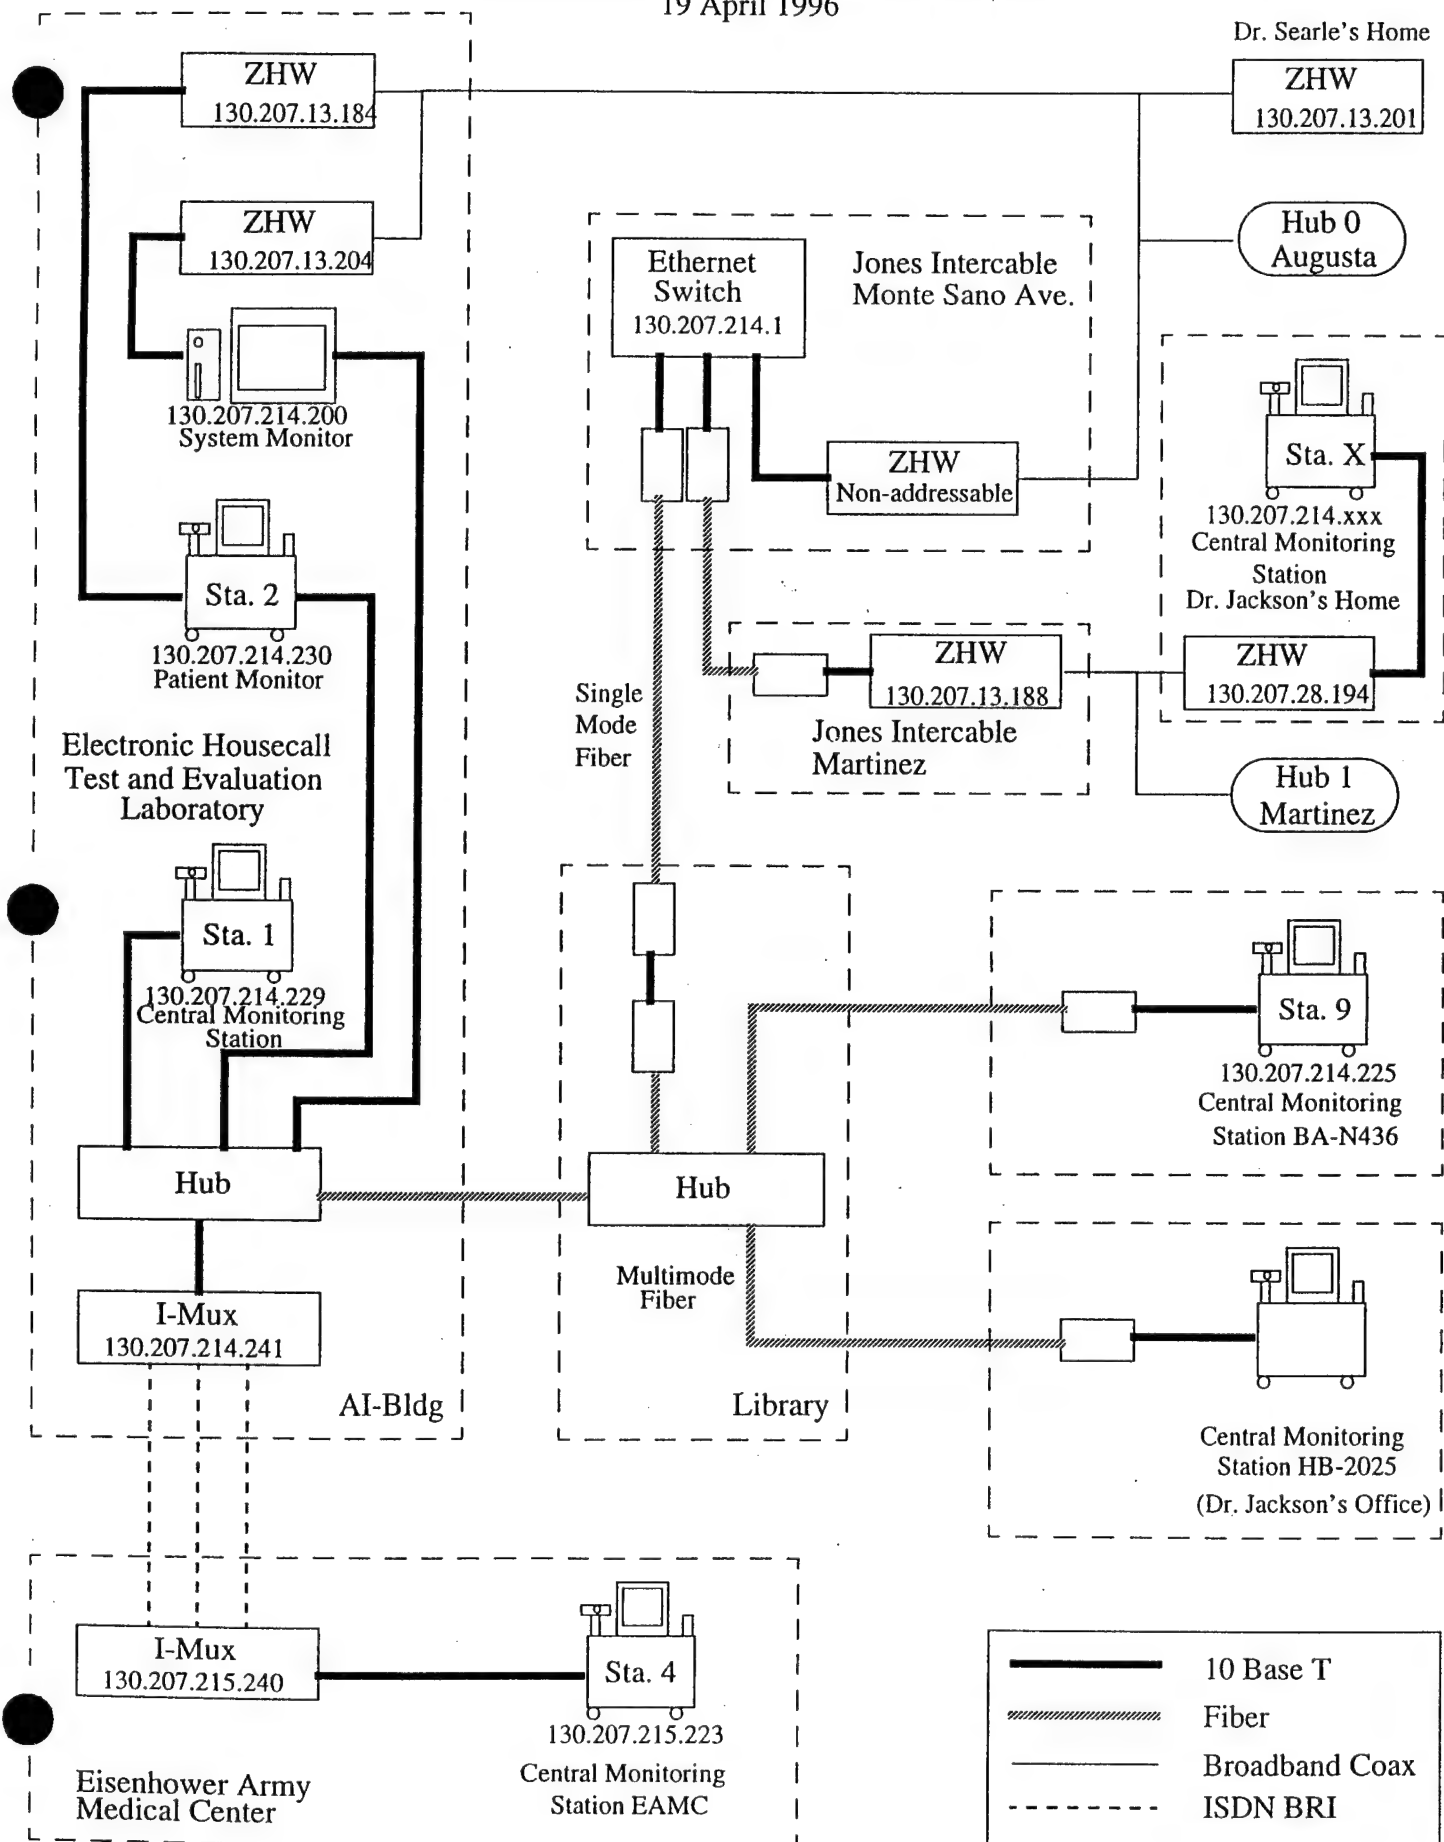 19 April 1996
Dr. Searle's Home
ZHW
130.207.13.184
ZHW
130.207.13.201
ZHW
130.207.13.204
Hub 0
Augusta
Ethernet
Switch
130.207.214.1
Jones Intercable
Monte Sano Ave.
130.207.214.200
System Monitor
ZHW
Non-addressable
Sta. X
130.207.214.xxx
Central Monitoring
Station
Dr. Jackson's Home
Sta. 2
130.207.214.230
Patient Monitor
ZHW
130.207.13.188
ZHW
130.207.28.194
Single
Mode
Fiber
Jones Intercable
Martinez
Hub 1
Martinez
Electronic Housecall
Test and Evaluation
Laboratory
Sta. 1
130.207.214.229
Central Monitoring
Station
Sta. 9
130.207.214.225
Central Monitoring
Station BA-N436
Hub
Hub
Multimode
Fiber
I-Mux
130.207.214.241
AI-Bldg
Library
Central Monitoring
Station HB-2025
(Dr. Jackson's Office)
I-Mux
130.207.215.240
Sta. 4
130.207.215.223
Central Monitoring
Station EAMC
Eisenhower Army
Medical Center
10 Base T
Fiber
Broadband Coax
ISDN BRI